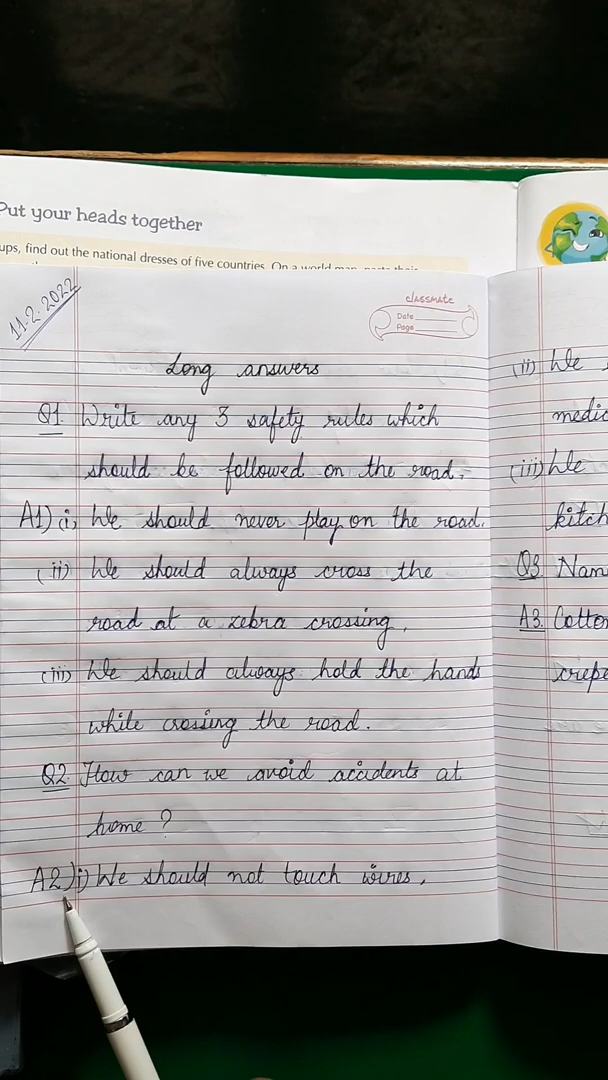 Put your heads together
ups, find out the national dresses of five countries. On a world map, paste their
11.2.2022
classmate
Date
Page
Long answers
Q1. Write any 3 safety rules which
should be followed on the road.
A1) (i) We should never play on the road.
(ii) We should always cross the
road at a zebra crossing.
(iii) We should always hold the hands
while crossing the road.
Q2. How can we avoid accidents at
home ?
A2) i) We should not touch wires.
(ii) We
medic
(iii) We
kitch
Q3. Nam
A3. Cotton
crepe